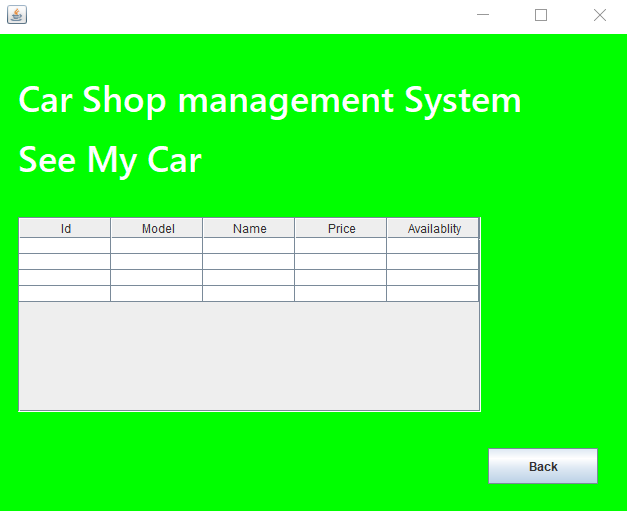 Car Shop management System
See My Car
Id Model Name Price Availablity
Back